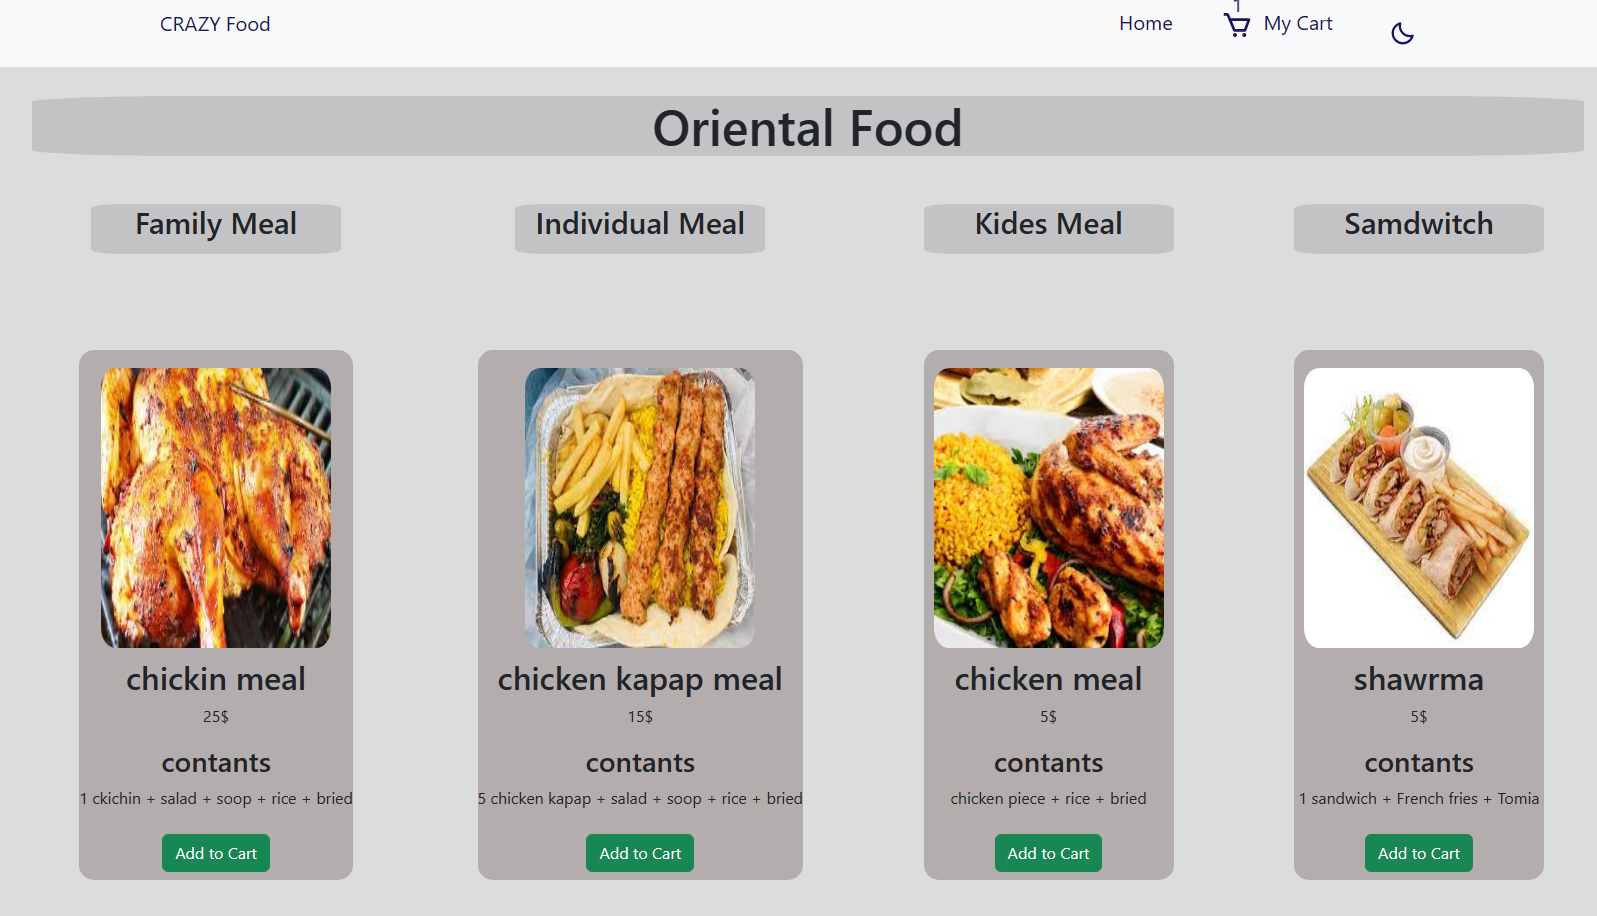 CRAZY Food
Home
1
My Cart
Oriental Food
Family Meal
Individual Meal
Kides Meal
Samdwitch
chickin meal
25$
contants
1 ckichin + salad + soop + rice + bried
Add to Cart
chicken kapap meal
15$
contants
5 chicken kapap + salad + soop + rice + bried
Add to Cart
chicken meal
5$
contants
chicken piece + rice + bried
Add to Cart
shawrma
5$
contants
1 sandwich + French fries + Tomia
Add to Cart